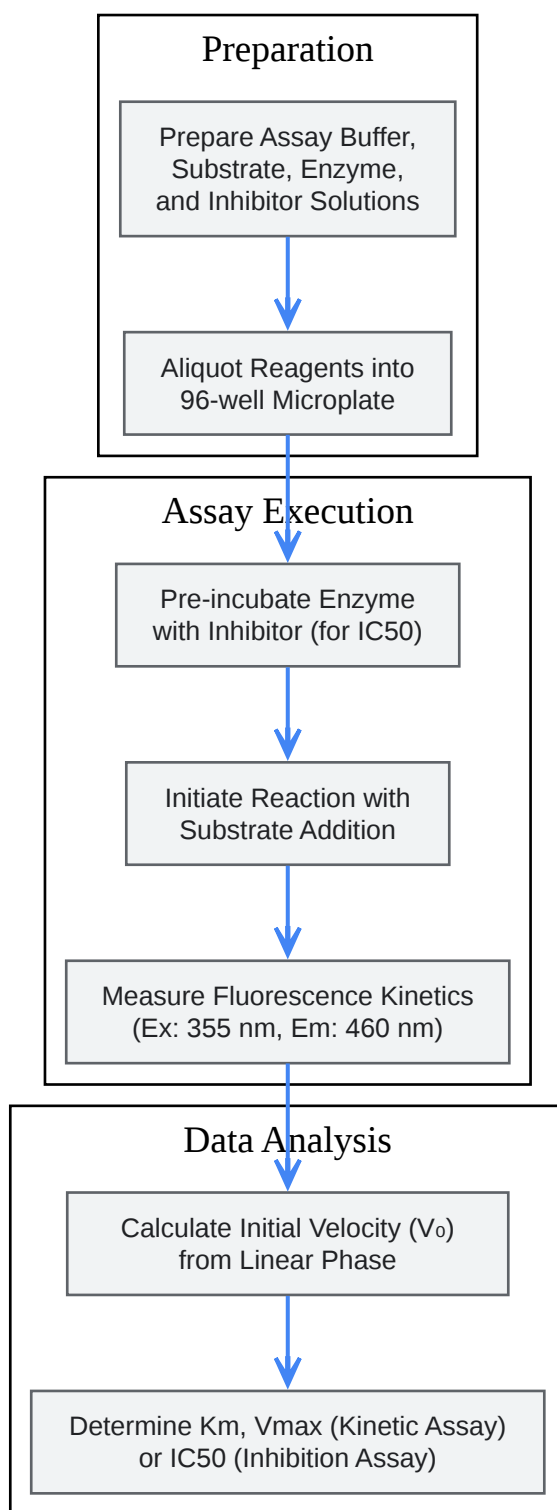 Preparation
Prepare Assay Buffer,
Substrate, Enzyme,
and Inhibitor Solutions
Aliquot Reagents into
96-well Microplate
Assay Execution
Pre-incubate Enzyme
with Inhibitor (for IC50)
Initiate Reaction with
Substrate Addition
Measure Fluorescence Kinetics
(Ex: 355 nm, Em: 460 nm)
Data Analysis
Calculate Initial Velocity (V₀)
from Linear Phase
Determine Km, Vmax (Kinetic Assay)
or IC50 (Inhibition Assay)